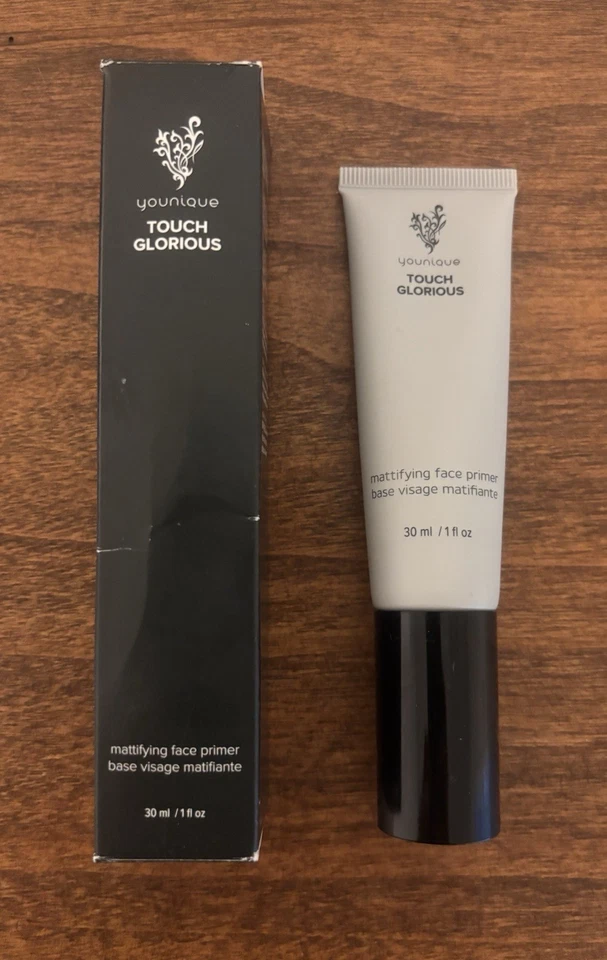 younique
TOUCH
GLORIOUS
mattifying face primer
base visage matifiante
30 ml / 1 fl oz
younique
TOUCH
GLORIOUS
mattifying face primer
base visage matifiante
30 ml / 1 fl oz